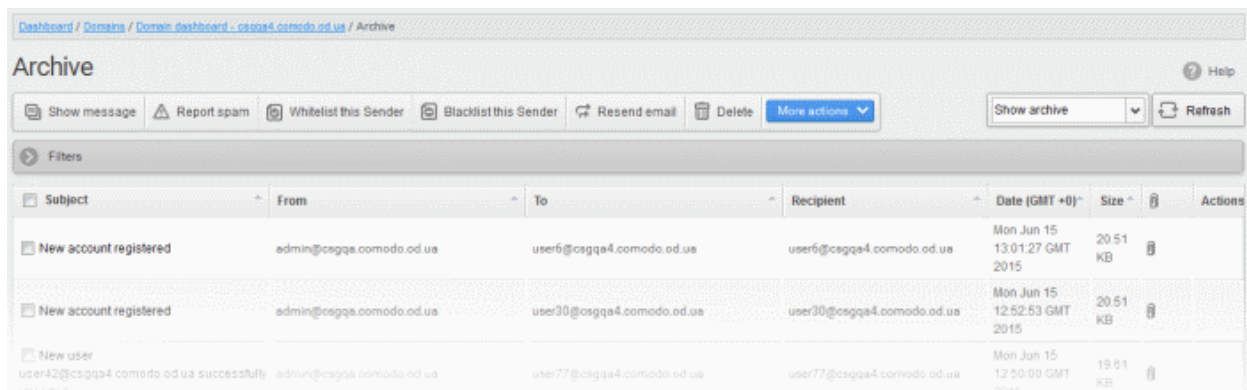 Dashboard / Domains / Domain dashboard - csgqa4.comodo.od.ua / Archive
Archive
Help
Show message Report spam Whitelist this Sender Blacklist this Sender Resend email Delete More actions Show archive Refresh
Filters
Subject From To Recipient Date (GMT +0) Size Actions
New account registered admin@csgqa.comodo.od.ua user6@csgqa4.comodo.od.ua user6@csgqa4.comodo.od.ua Mon Jun 15 20.51
13:01:27 GMT KB
2015
New account registered admin@csgqa.comodo.od.ua user30@csgqa4.comodo.od.ua user30@csgqa4.comodo.od.ua Mon Jun 15 20.51
12:52:53 GMT KB
2015
New user Mon Jun 15 19.61
user42@csgqa4.comodo.od.ua successfully admin@csgqa.comodo.od.ua user77@csgqa4.comodo.od.ua user77@csgqa4.comodo.od.ua 12:50:00 GMT KB
2015